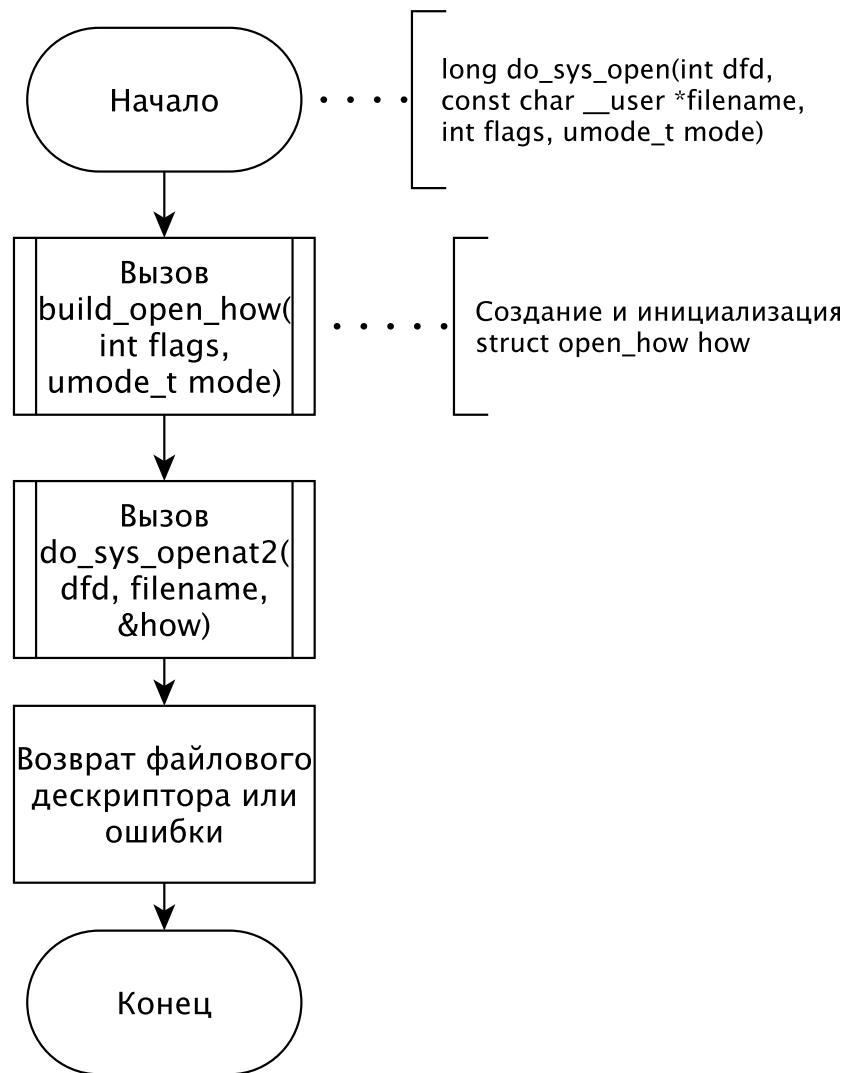 Начало
long do_sys_open(int dfd,
const char __user *filename,
int flags, umode_t mode)
Вызов
build_open_how(
int flags,
umode_t mode)
Создание и инициализация
struct open_how how
Вызов
do_sys_openat2(
dfd, filename,
&how)
Возврат файлового
дескриптора или
ошибки
Конец